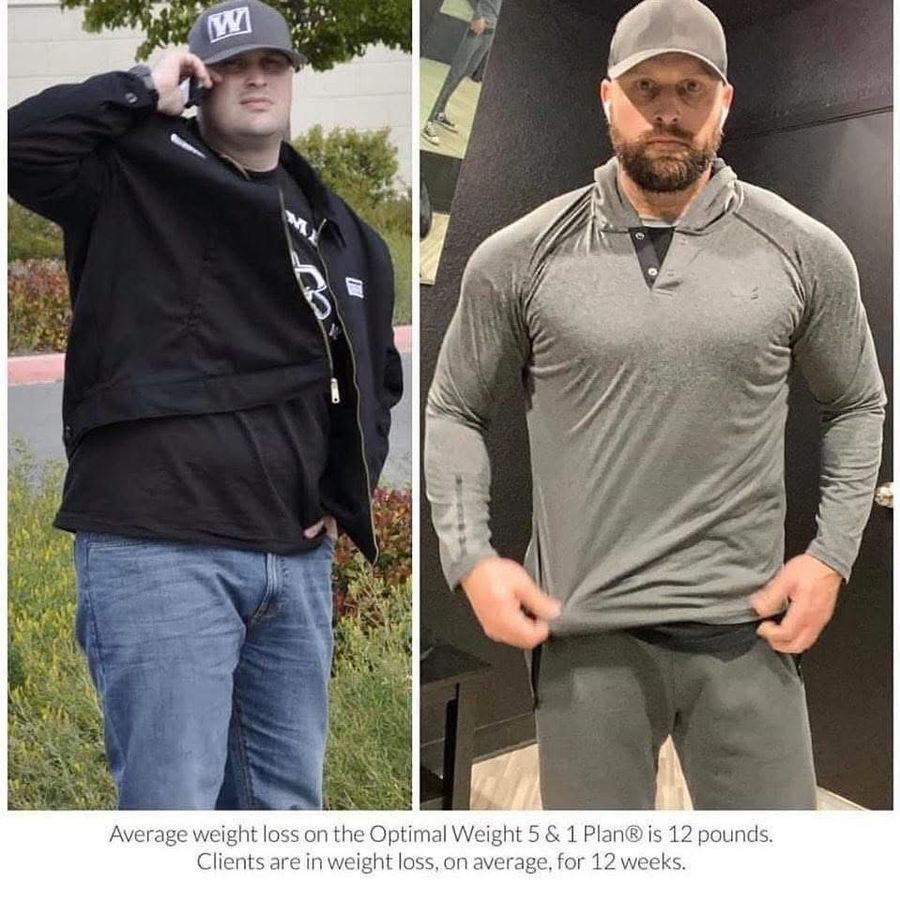 W
Average weight loss on the Optimal Weight 5 & 1 Plan® is 12 pounds.
Clients are in weight loss, on average, for 12 weeks.